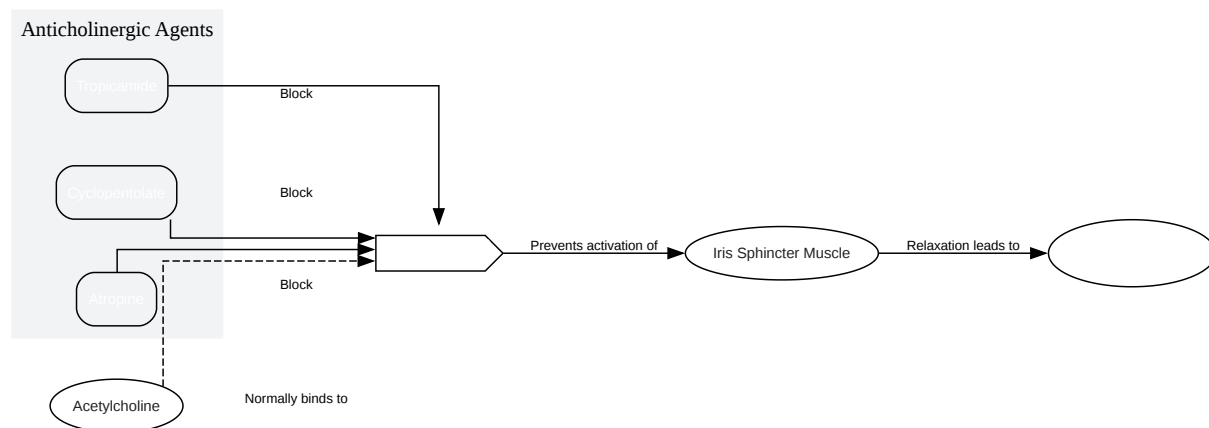 Anticholinergic Agents
Tropicamide
Block
Cyclopentolate
Block
Prevents activation of
Iris Sphincter Muscle
Relaxation leads to
Atropine
Block
Acetylcholine
Normally binds to